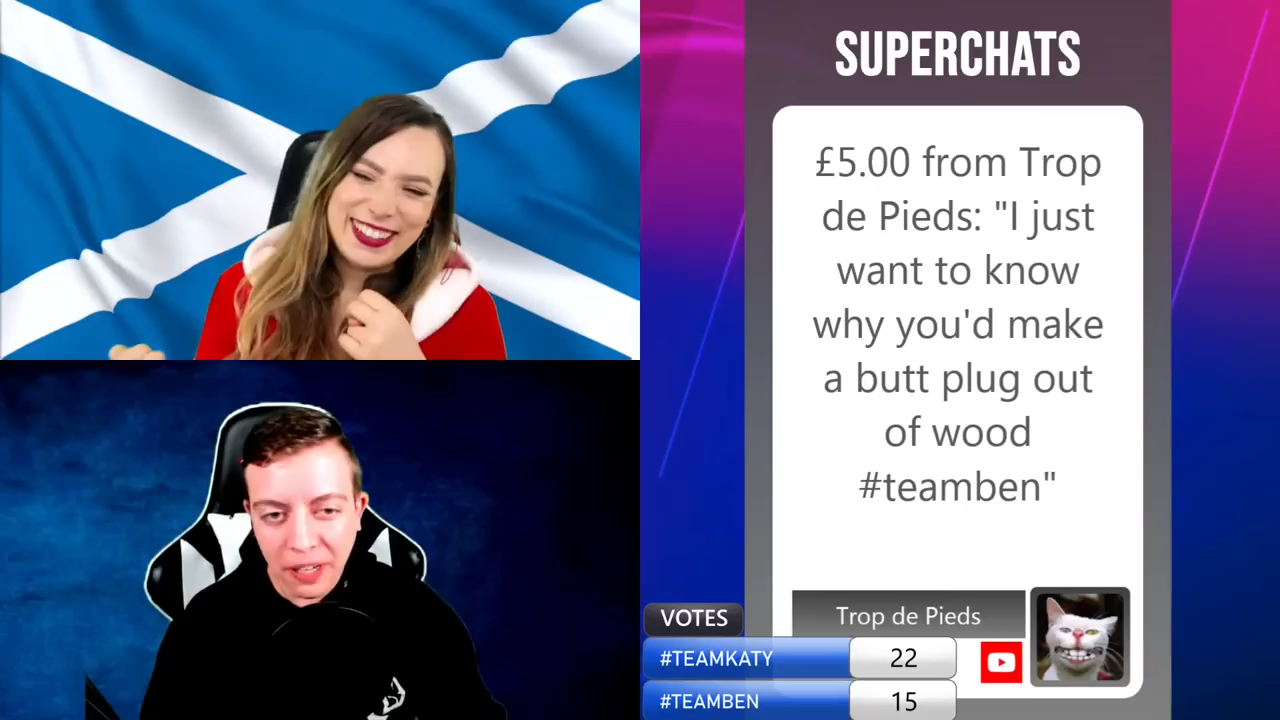 SUPERCHATS
£5.00 from Trop
de Pieds: "I just
want to know
why you'd make
a butt plug out
of wood
#teamben"
Trop de Pieds
VOTES
#TEAMKATY 22
#TEAMBEN 15